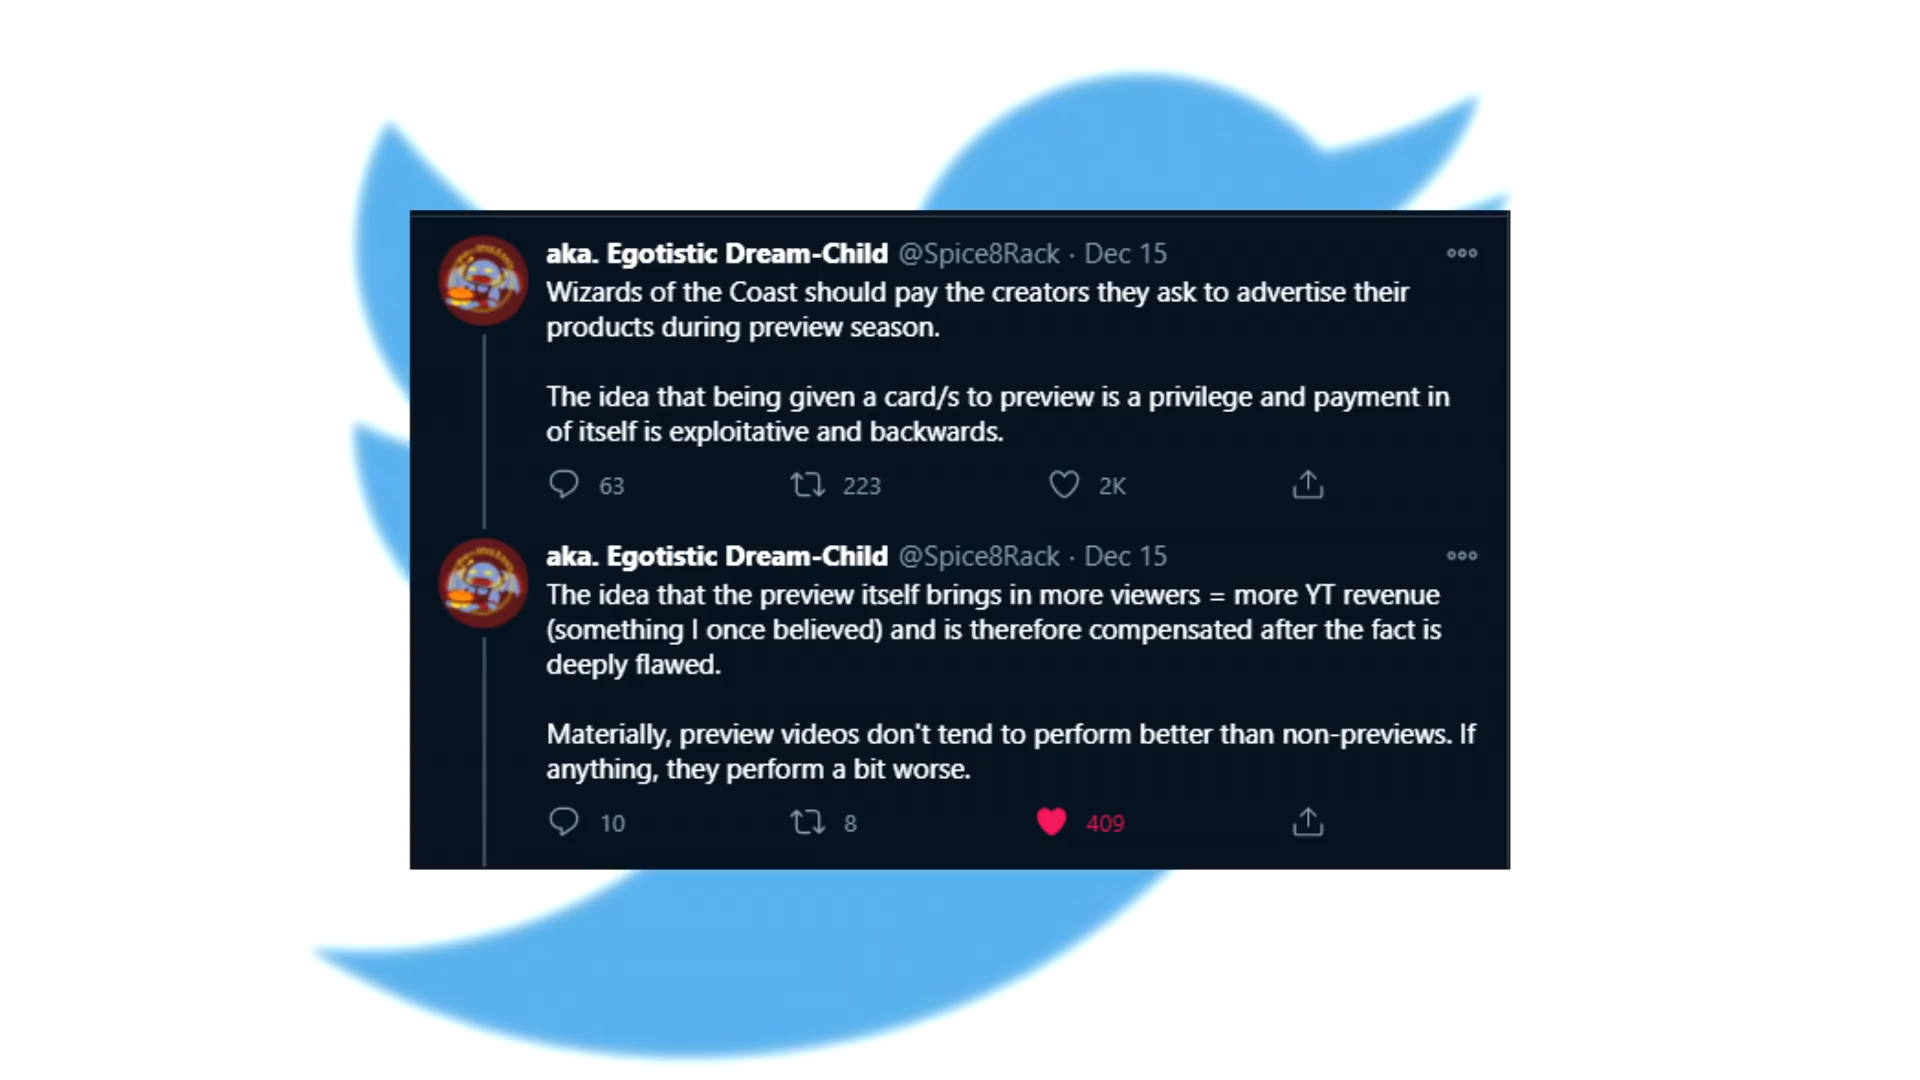 aka. Egotistic Dream-Child @Spice8Rack · Dec 15
Wizards of the Coast should pay the creators they ask to advertise their
products during preview season.
The idea that being given a card/s to preview is a privilege and payment in
of itself is exploitative and backwards.
63 223 2K
aka. Egotistic Dream-Child @Spice8Rack · Dec 15
The idea that the preview itself brings in more viewers = more YT revenue
(something I once believed) and is therefore compensated after the fact is
deeply flawed.
Materially, preview videos don't tend to perform better than non-previews. If
anything, they perform a bit worse.
10 8 409